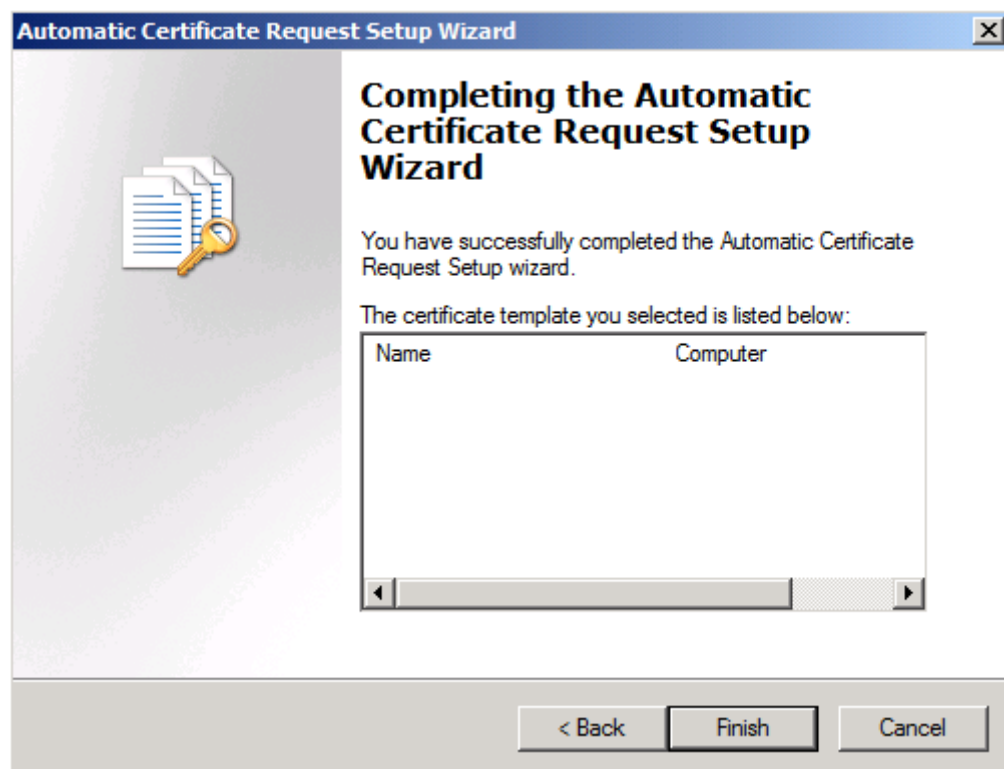 Automatic Certificate Request Setup Wizard
Completing the Automatic
Certificate Request Setup
Wizard
You have successfully completed the Automatic Certificate
Request Setup wizard.
The certificate template you selected is listed below:
Name Computer
< Back Finish Cancel